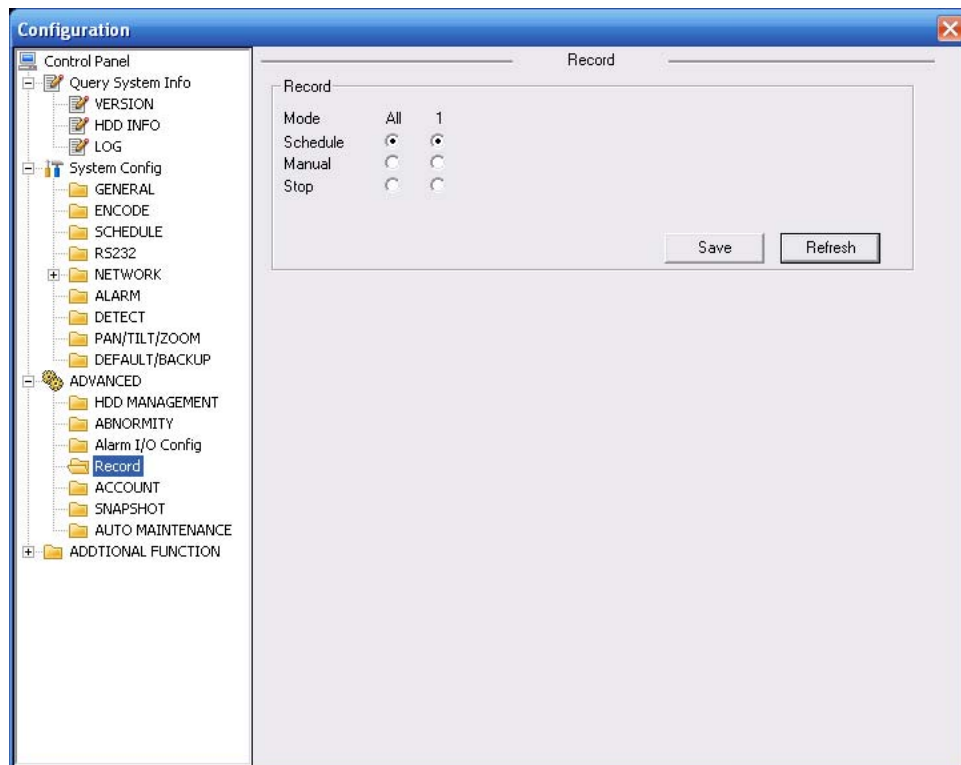 Configuration
Control Panel
Query System Info
VERSION
HDD INFO
LOG
System Config
GENERAL
ENCODE
SCHEDULE
RS232
NETWORK
ALARM
DETECT
PAN/TILT/ZOOM
DEFAULT/BACKUP
ADVANCED
HDD MANAGEMENT
ABNORMITY
Alarm I/O Config
Record
ACCOUNT
SNAPSHOT
AUTO MAINTENANCE
ADDTIONAL FUNCTION
Record
Record
Mode All 1
Schedule
Manual
Stop
Save Refresh